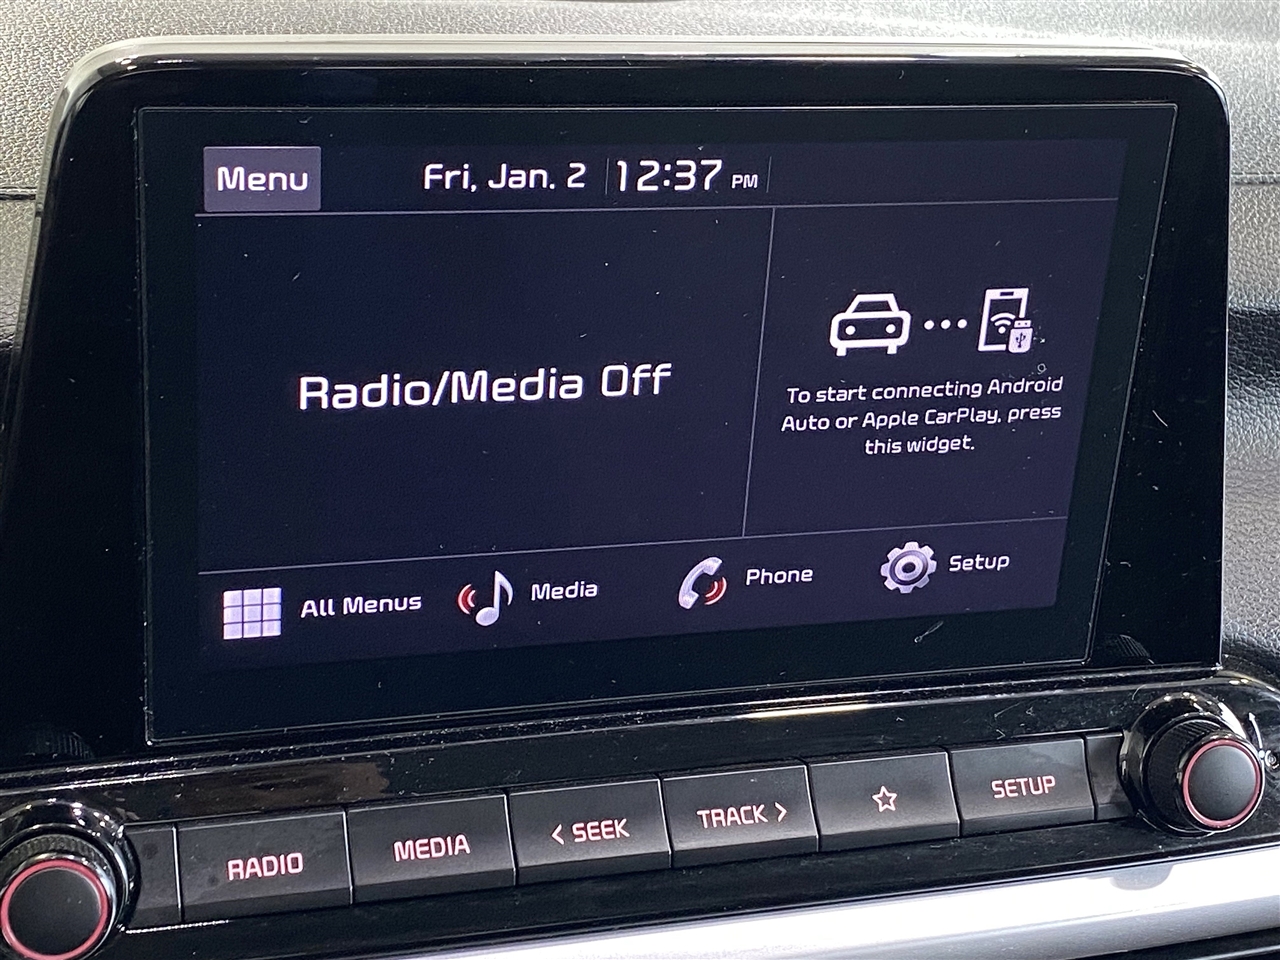 Menu
Fri, Jan. 2
12:37 PM
Radio/Media Off
To start connecting Android
Auto or Apple CarPlay, press
this widget.
All Menus
Media
Phone
Setup
RADIO
MEDIA
< SEEK
TRACK >
SETUP